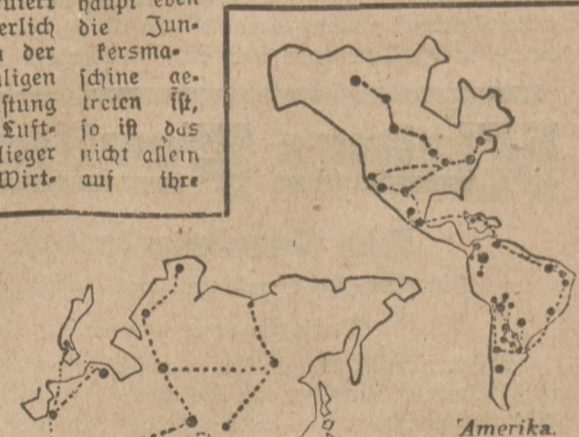 ruiert haupt eben
erlich die Jun-
der kersma-
ligen schine ge-
stung treten ist,
Luft- so ist das
lieger nicht allein
Wirt- auf ihre
Amerika.